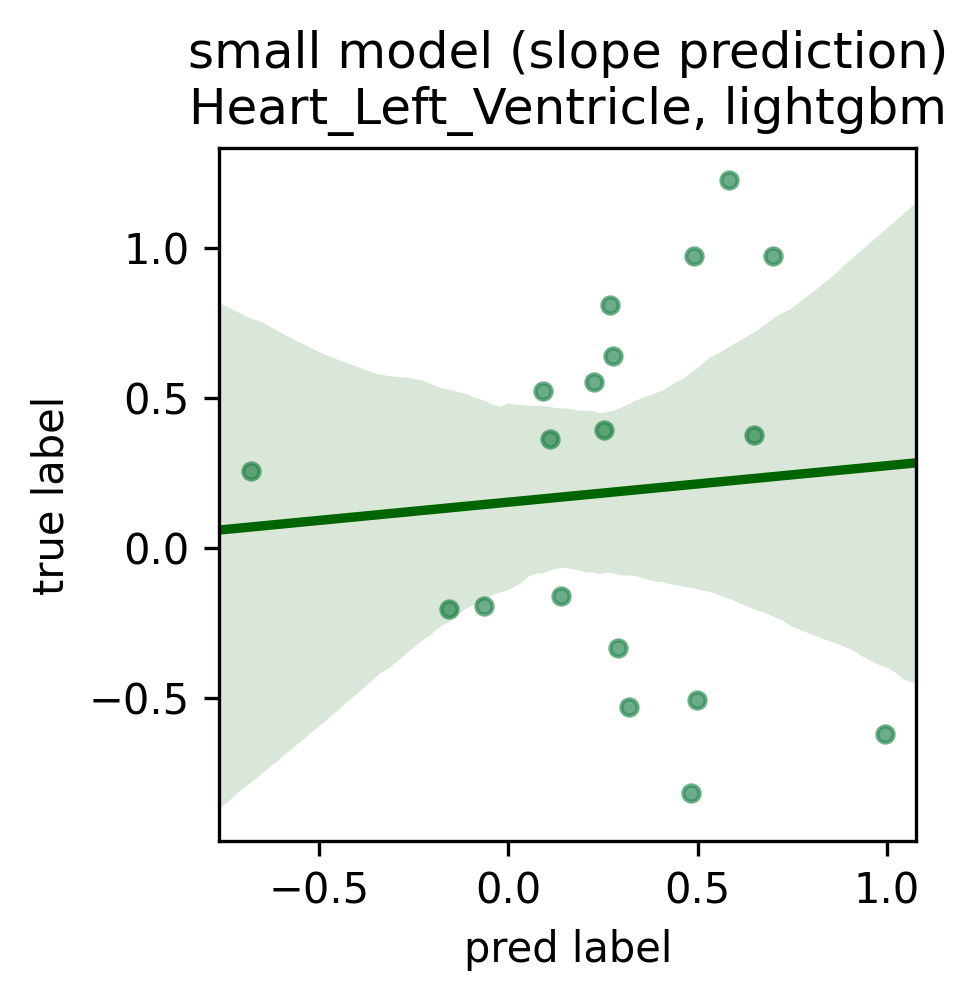 small model (slope prediction)
Heart_Left_Ventricle, lightgbm
1.0
0.5
0.0
−0.5
true label
−0.5
0.0
0.5
1.0
pred label